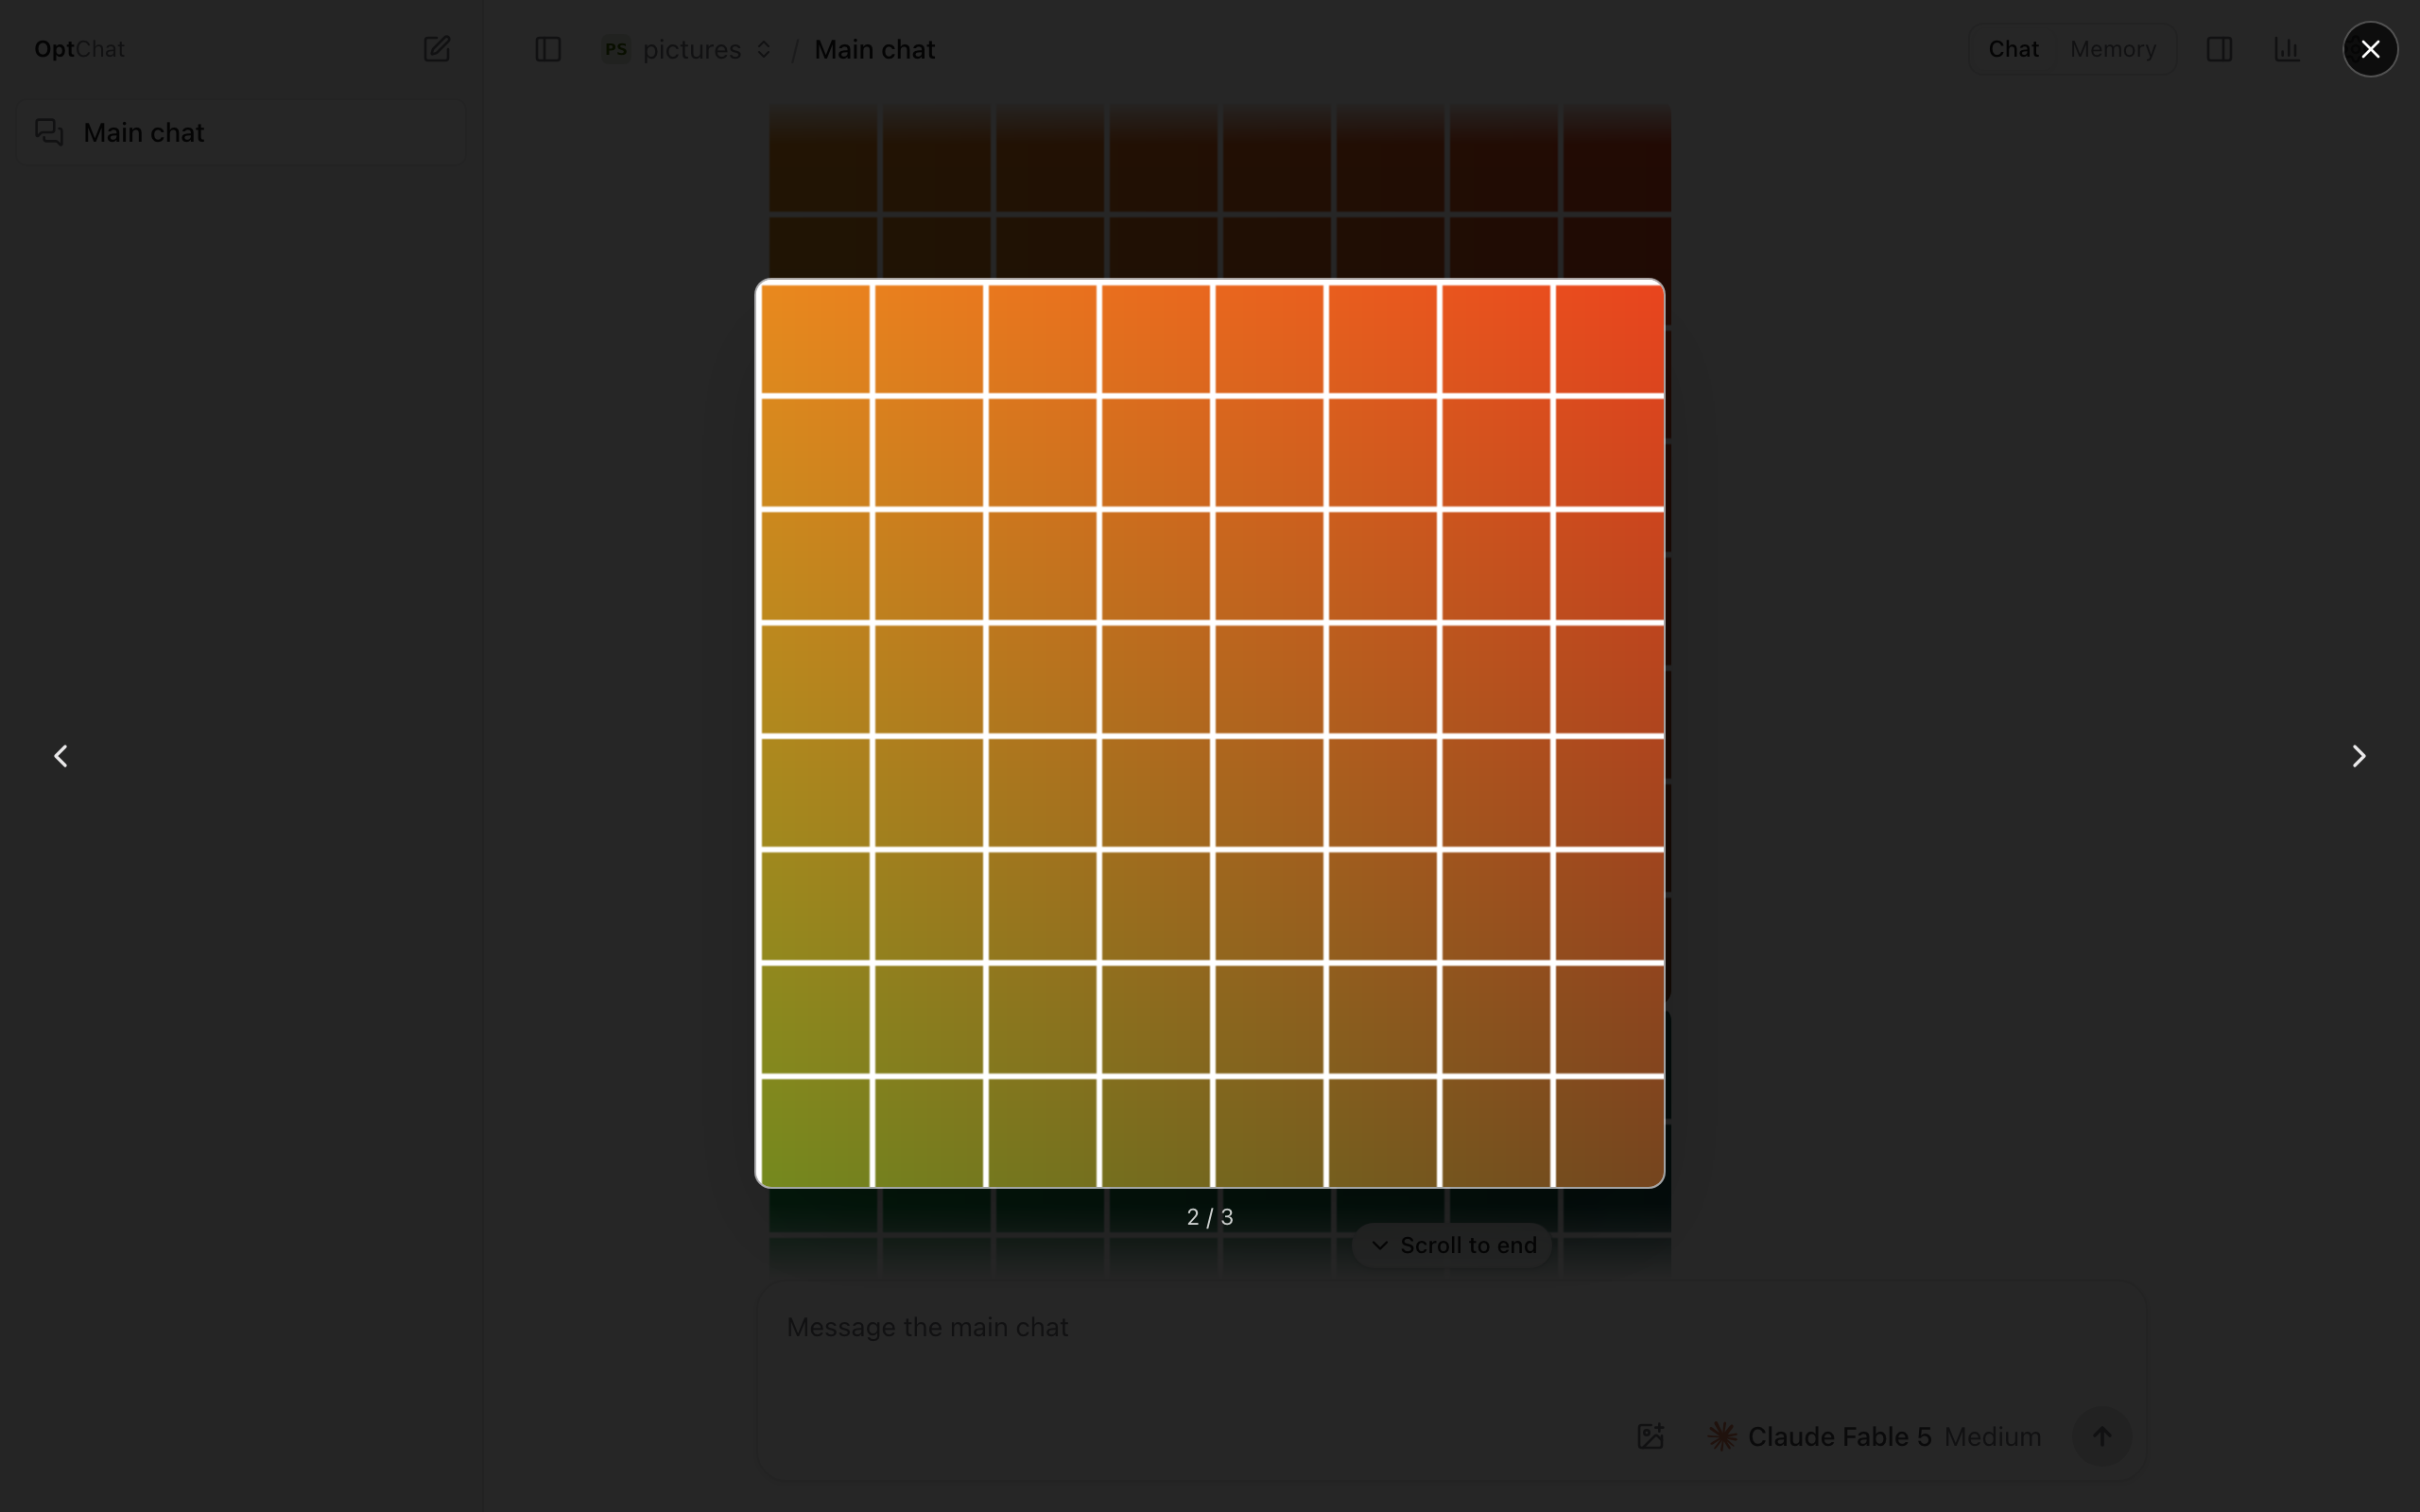 OptChat
PS pictures / Main chat
Chat Memory
Main chat
2 / 3
Scroll to end
Message the main chat
Claude Fable 5 Medium